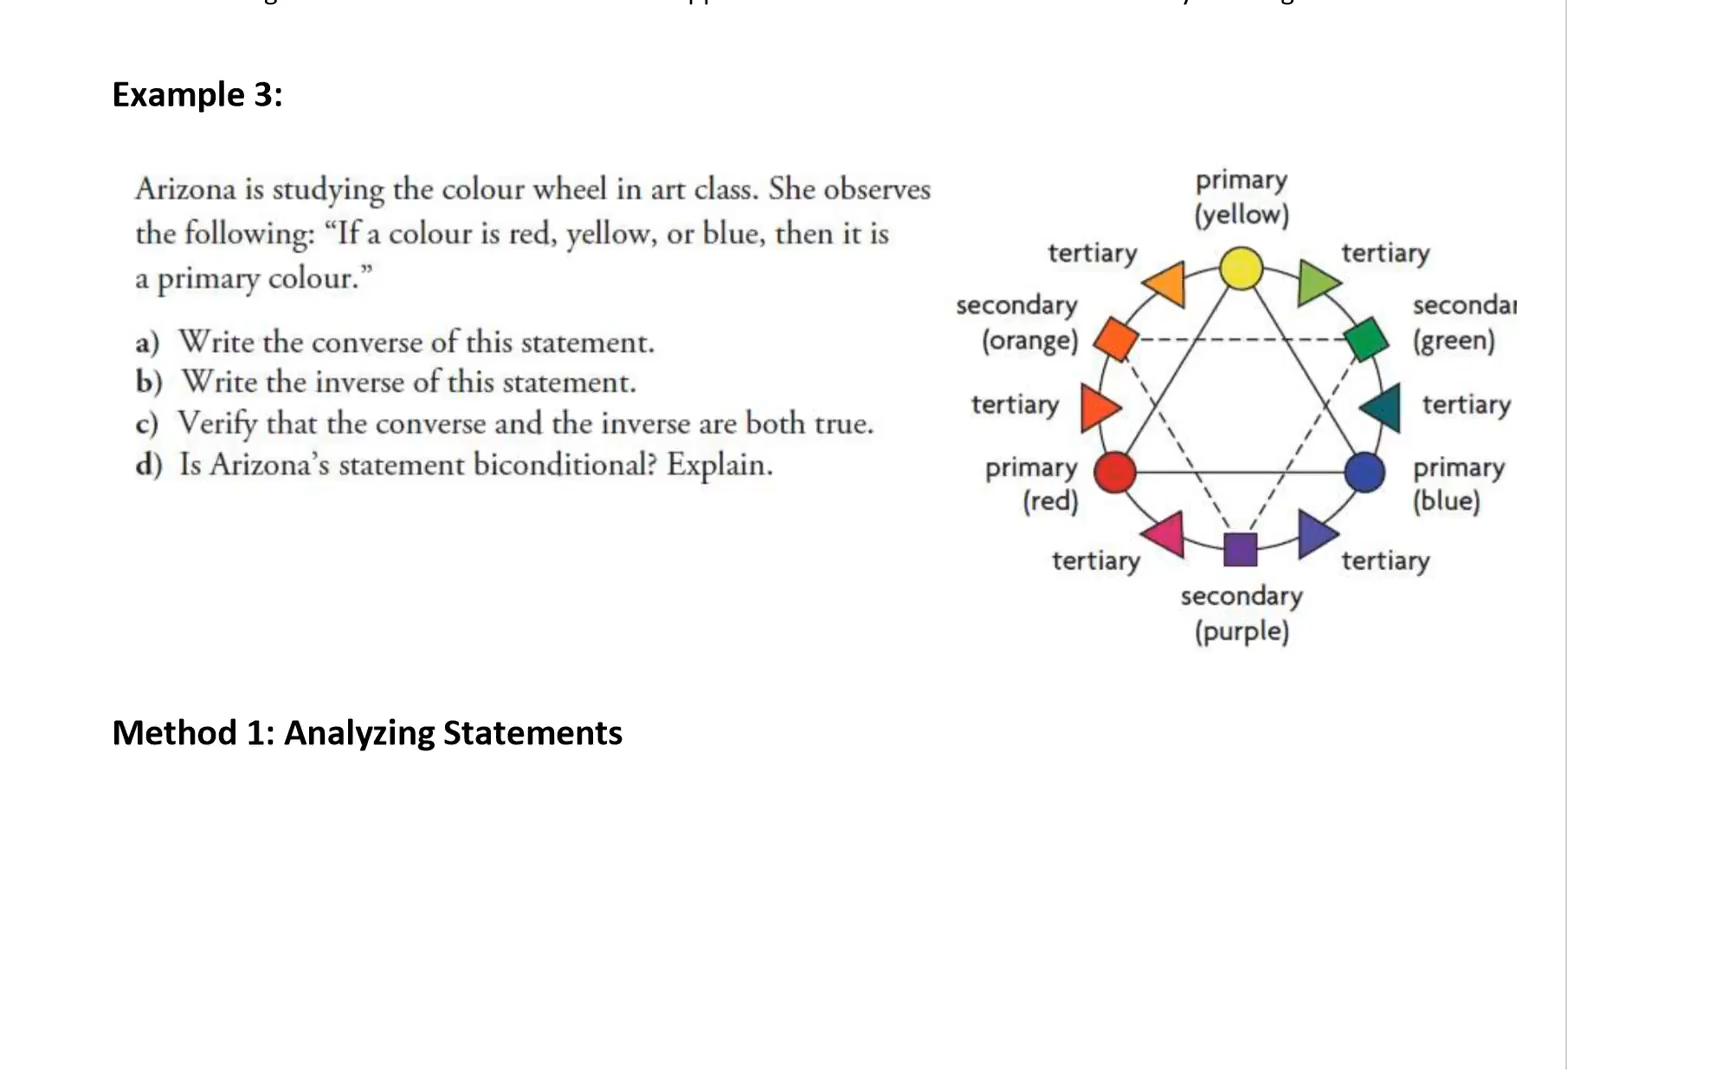 Example 3:
Arizona is studying the colour wheel in art class. She observes
the following: “If a colour is red, yellow, or blue, then it is
a primary colour.”
a) Write the converse of this statement.
b) Write the inverse of this statement.
c) Verify that the converse and the inverse are both true.
d) Is Arizona’s statement biconditional? Explain.
primary
(yellow)
tertiary
tertiary
secondary
(orange)
secondar
(green)
tertiary
tertiary
primary
(red)
primary
(blue)
tertiary
tertiary
secondary
(purple)
Method 1: Analyzing Statements